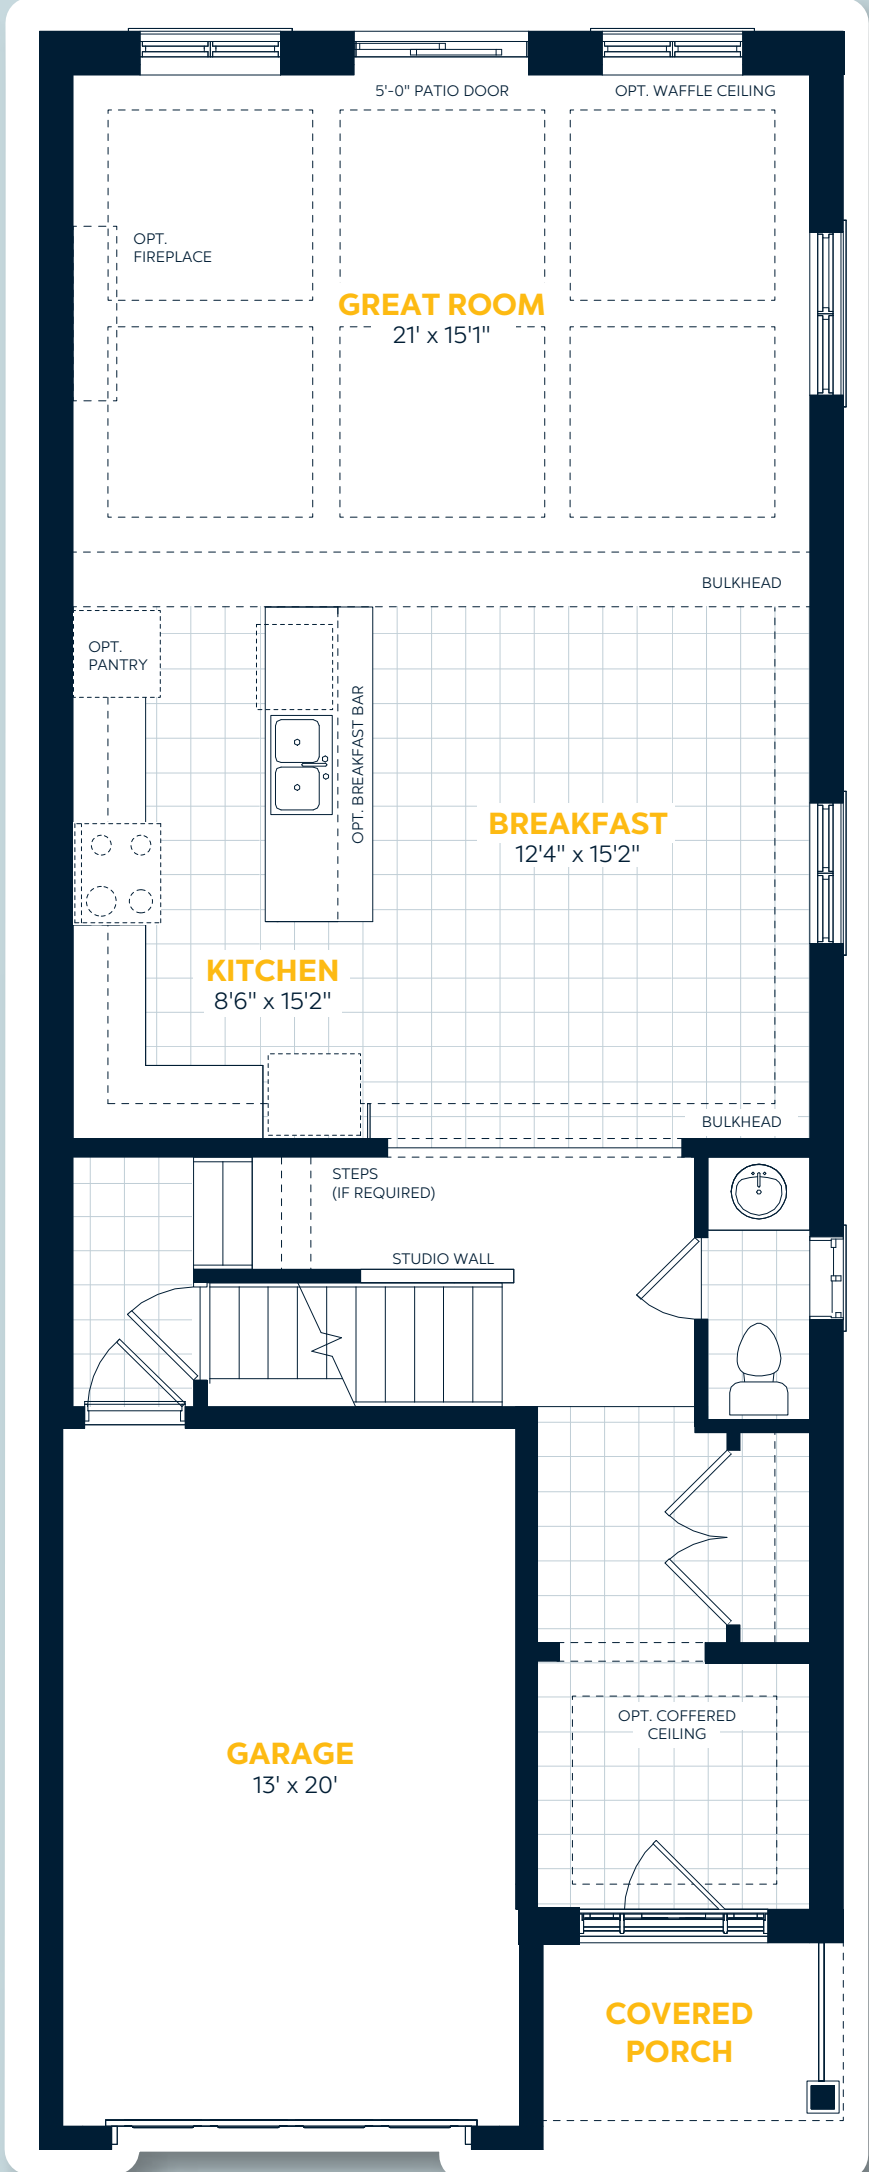 5'-0" PATIO DOOR
OPT. WAFFLE CEILING
OPT.
FIREPLACE
GREAT ROOM
21' x 15'1"
BULKHEAD
OPT.
PANTRY
OPT. BREAKFAST BAR
BREAKFAST
12'4" x 15'2"
KITCHEN
8'6" x 15'2"
BULKHEAD
STEPS
(IF REQUIRED)
STUDIO WALL
OPT. COFFERED
CEILING
GARAGE
13' x 20'
COVERED
PORCH